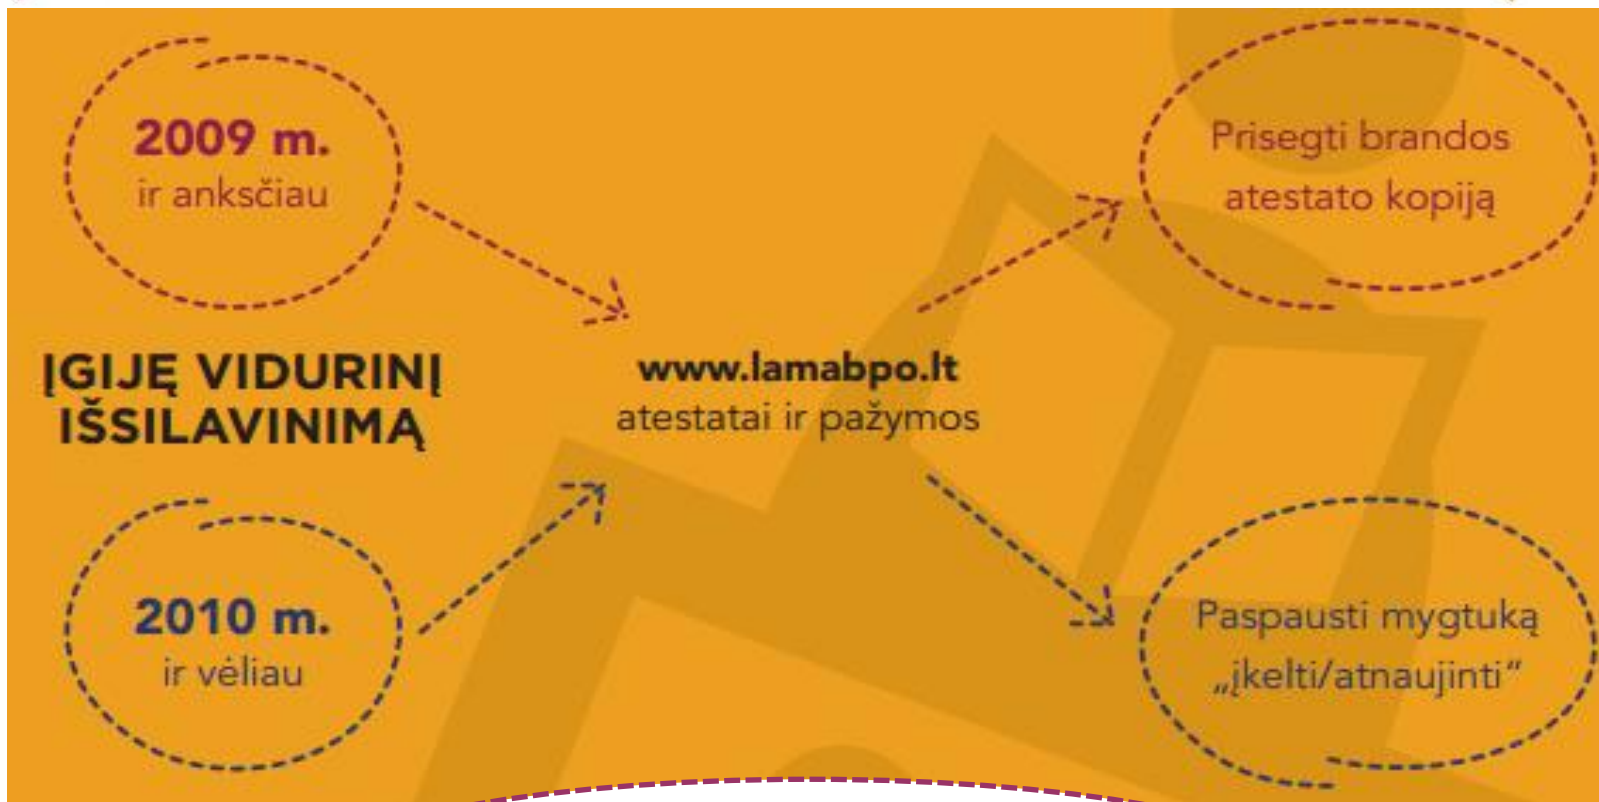 2009 m.
ir anksčiau
Prisegti brandos
atestato kopiją
ĮGIJĘ VIDURINĮ
IŠSILAVINIMĄ
www.lamabpo.lt
atestatai ir pažymos
2010 m.
ir vėliau
Paspausti mygtuką
„įkelti/atnaujinti“